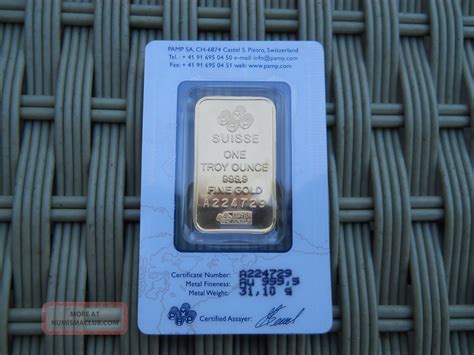 PAMP SA, CH-6874 Castel S. Pietro, Switzerland
Tel: + 41 91 695 04 50 e-mail: info@pamp.com
Fax: + 41 91 695 04 51 web: www.pamp.com
SUISSE
ONE
TROY OUNCE
999,9
FINE GOLD
A224729
Certificate Number: A224729
Metal Fineness: AU 999,9
Metal Weight: 31,10 g
Certified Assayer:
MORE AT
NUMISMACLUB.COM